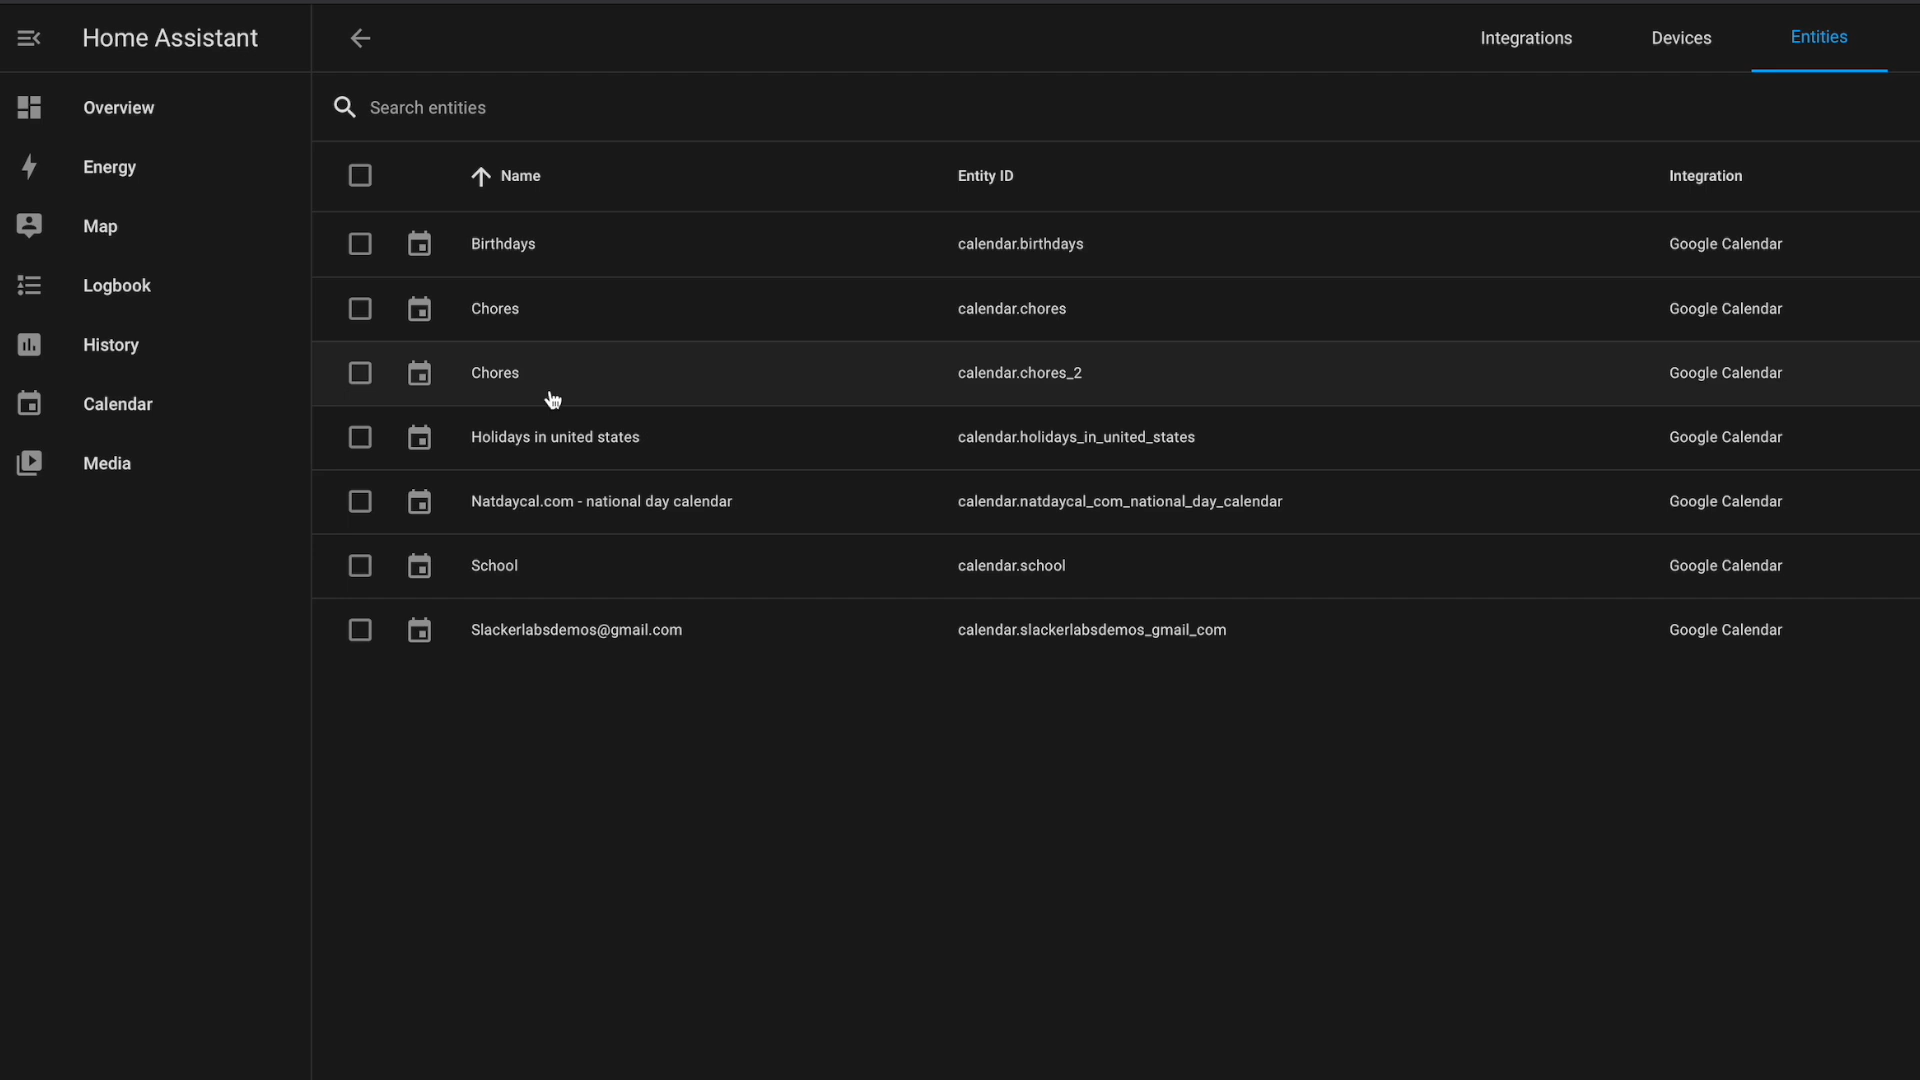 Home Assistant
Integrations Devices Entities
Overview
Energy
Map
Logbook
History
Calendar
Media
Search entities
Name Entity ID Integration
Birthdays calendar.birthdays Google Calendar
Chores calendar.chores Google Calendar
Chores calendar.chores_2 Google Calendar
Holidays in united states calendar.holidays_in_united_states Google Calendar
Natdaycal.com - national day calendar calendar.natdaycal_com_national_day_calendar Google Calendar
School calendar.school Google Calendar
Slackerlabsdemos@gmail.com calendar.slackerlabsdemos_gmail_com Google Calendar